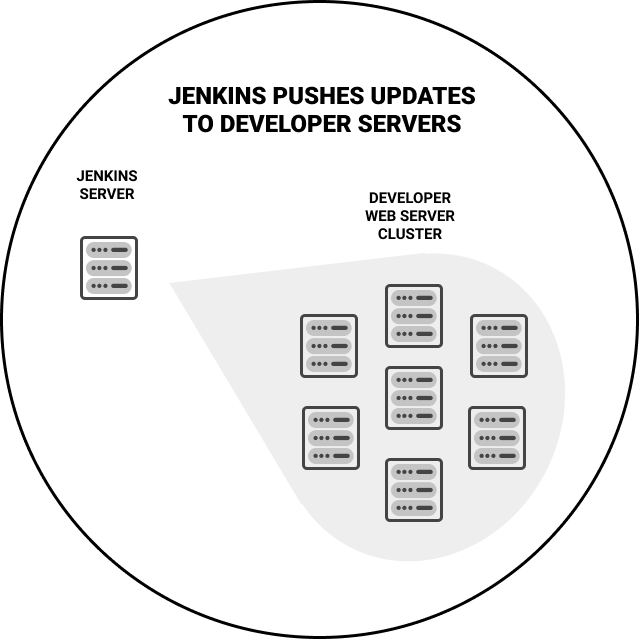 JENKINS PUSHES UPDATES
TO DEVELOPER SERVERS
JENKINS
SERVER
DEVELOPER
WEB SERVER
CLUSTER